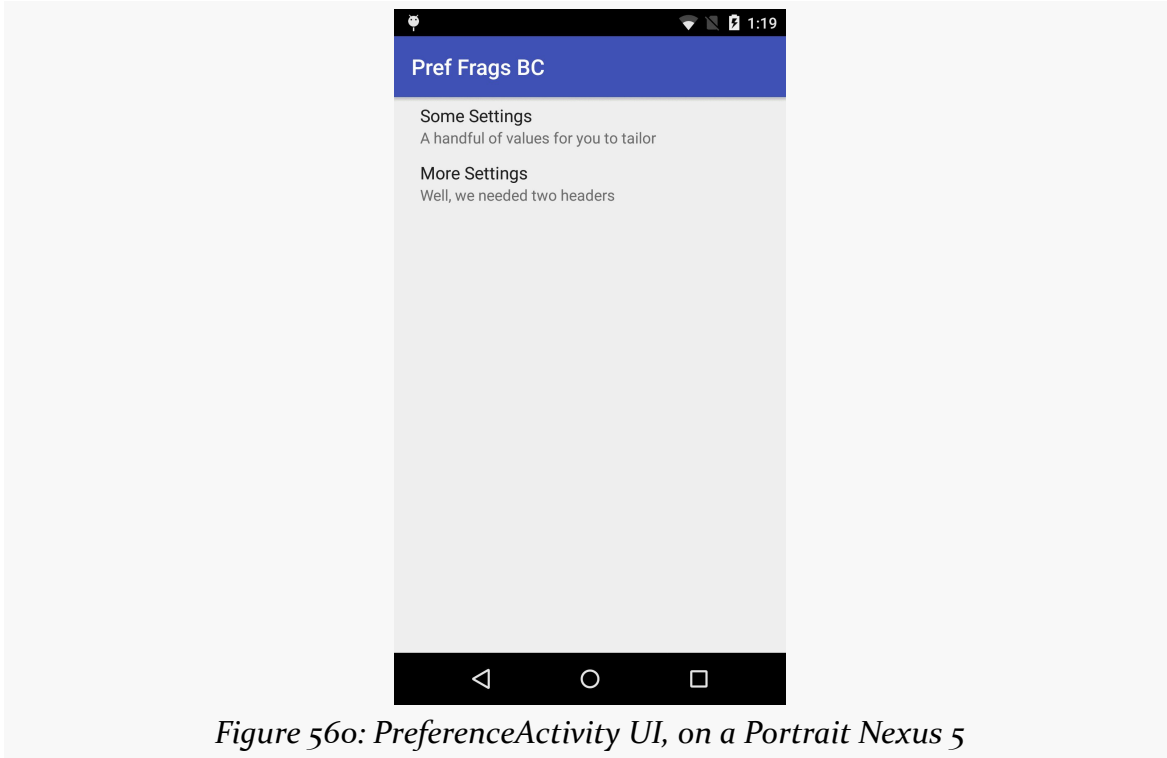 1:19
Pref Frags BC
Some Settings
A handful of values for you to tailor
More Settings
Well, we needed two headers
Figure 560: PreferenceActivity UI, on a Portrait Nexus 5